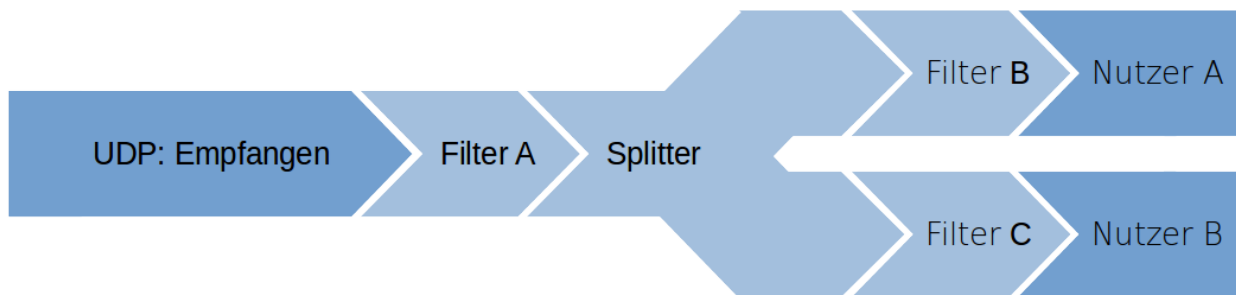 UDP: Empfangen
Filter A
Splitter
Filter B
Nutzer A
Filter C
Nutzer B